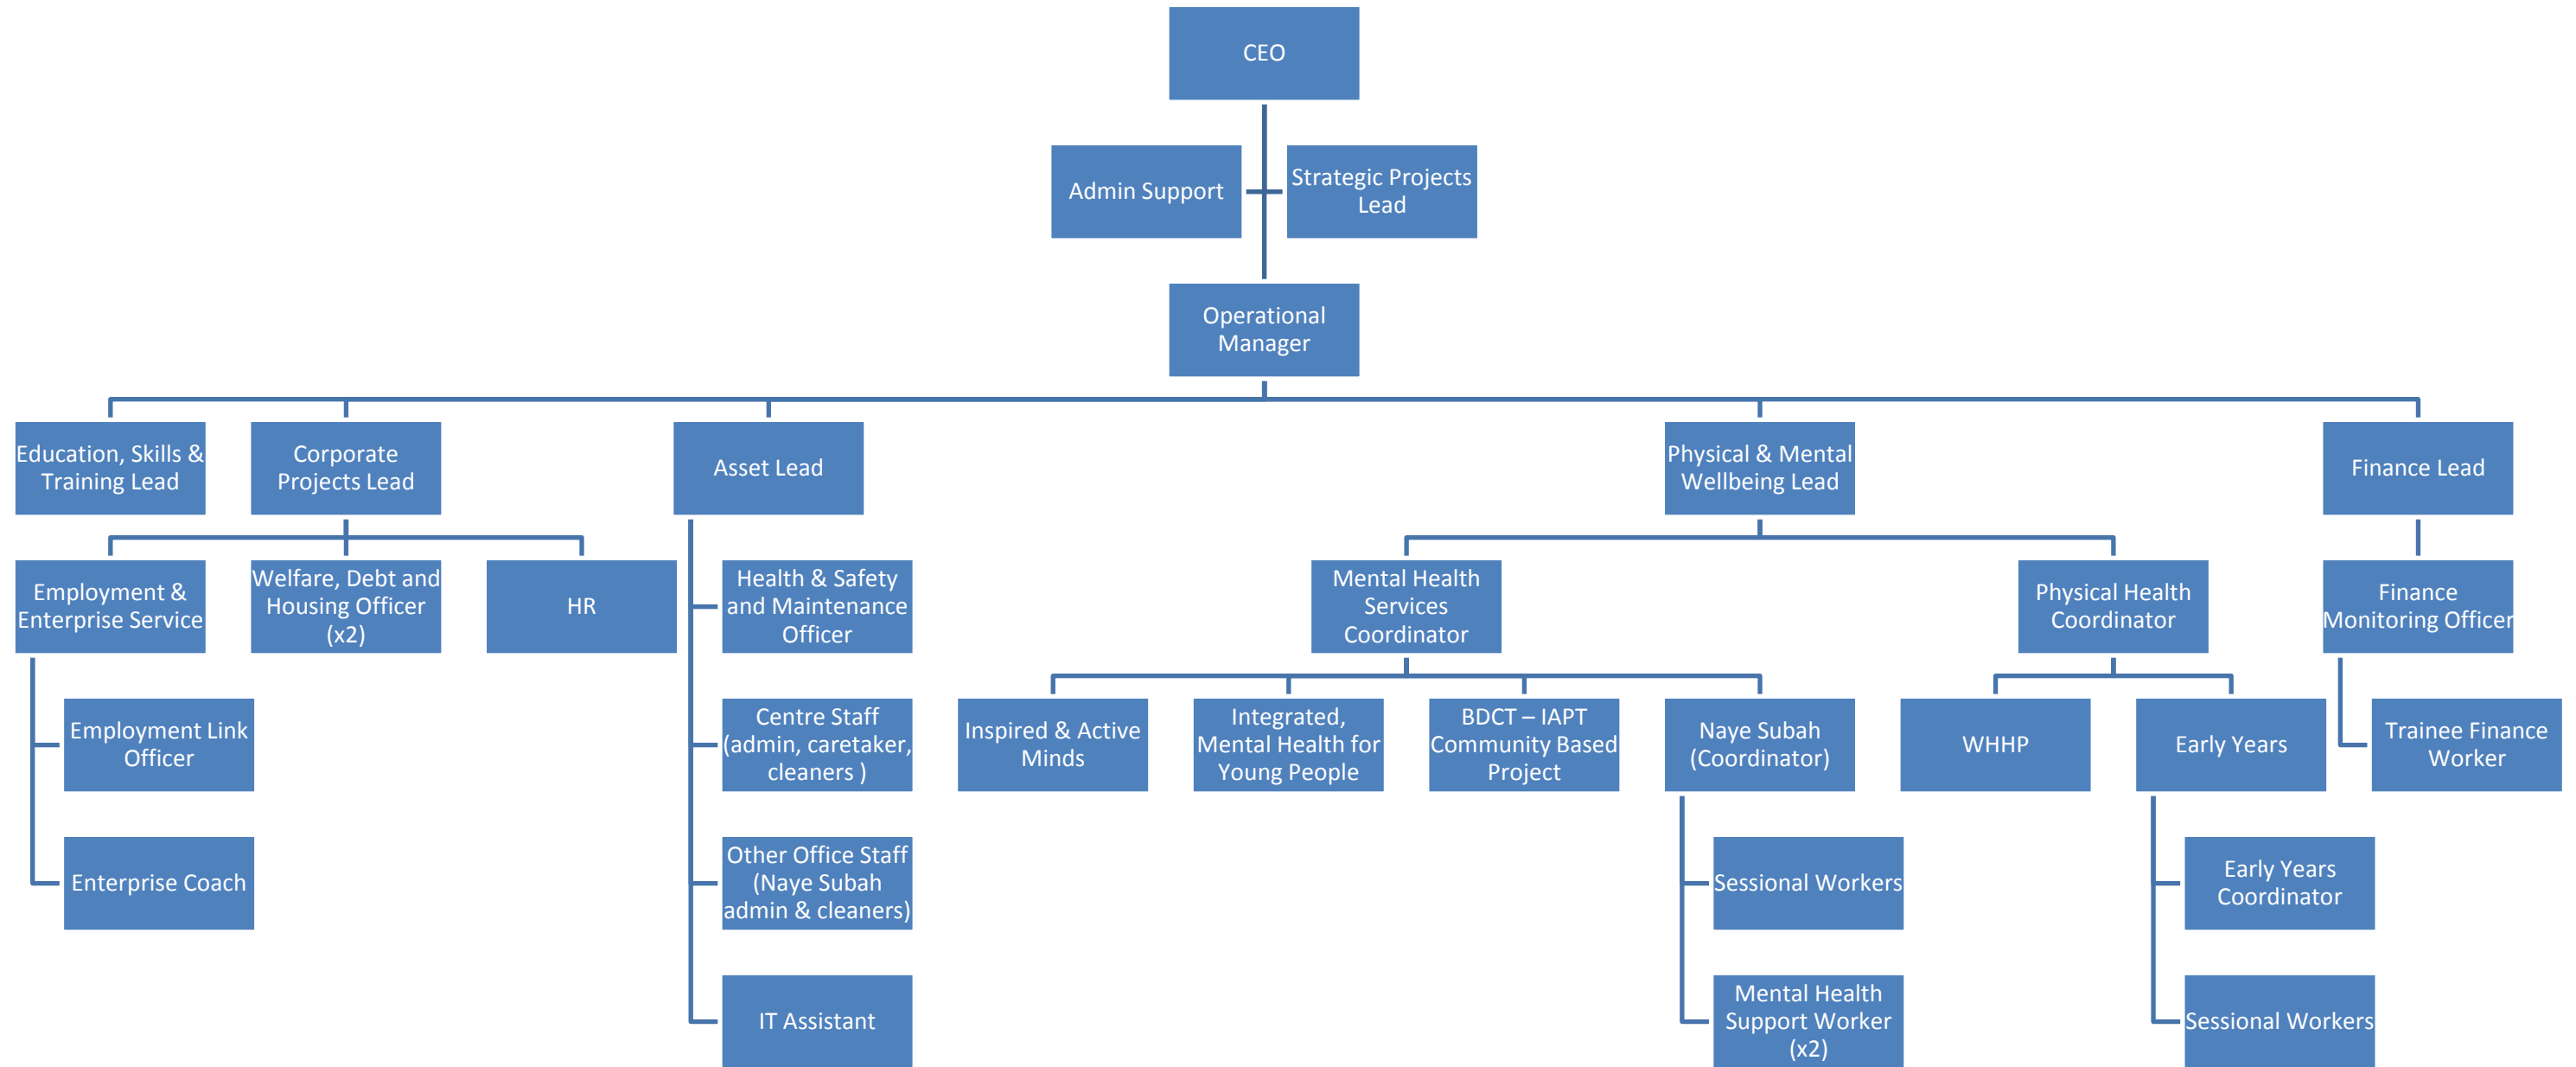 CEO
Admin Support
Strategic Projects
Lead
Operational
Manager
Education, Skills &
Training Lead
Corporate
Projects Lead
Asset Lead
Physical & Mental
Wellbeing Lead
Finance Lead
Employment &
Enterprise Service
Welfare, Debt and
Housing Officer
(x2)
HR
Health & Safety
and Maintenance
Officer
Mental Health
Services
Coordinator
Physical Health
Coordinator
Finance
Monitoring Officer
Employment Link
Officer
Centre Staff
(admin, caretaker,
cleaners )
Inspired & Active
Minds
Integrated,
Mental Health for
Young People
BDCT – IAPT
Community Based
Project
Naye Subah
(Coordinator)
WHHP
Early Years
Trainee Finance
Worker
Enterprise Coach
Other Office Staff
(Naye Subah
admin & cleaners)
Sessional Workers
Early Years
Coordinator
IT Assistant
Mental Health
Support Worker
(x2)
Sessional Workers